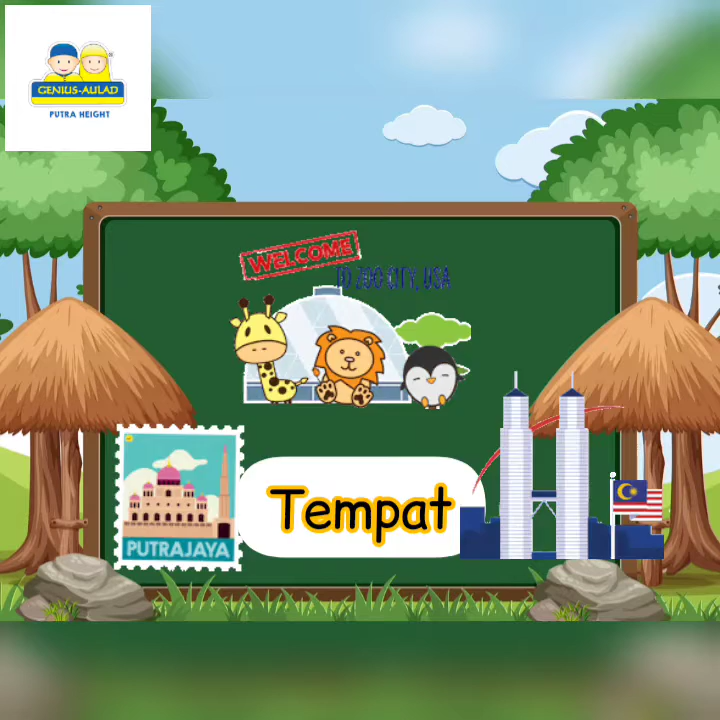 GENIUS-AULAD
PUTRA HEIGHT
WELCOME
TO ZOO CITY, USA
PUTRAJAYA
Tempat